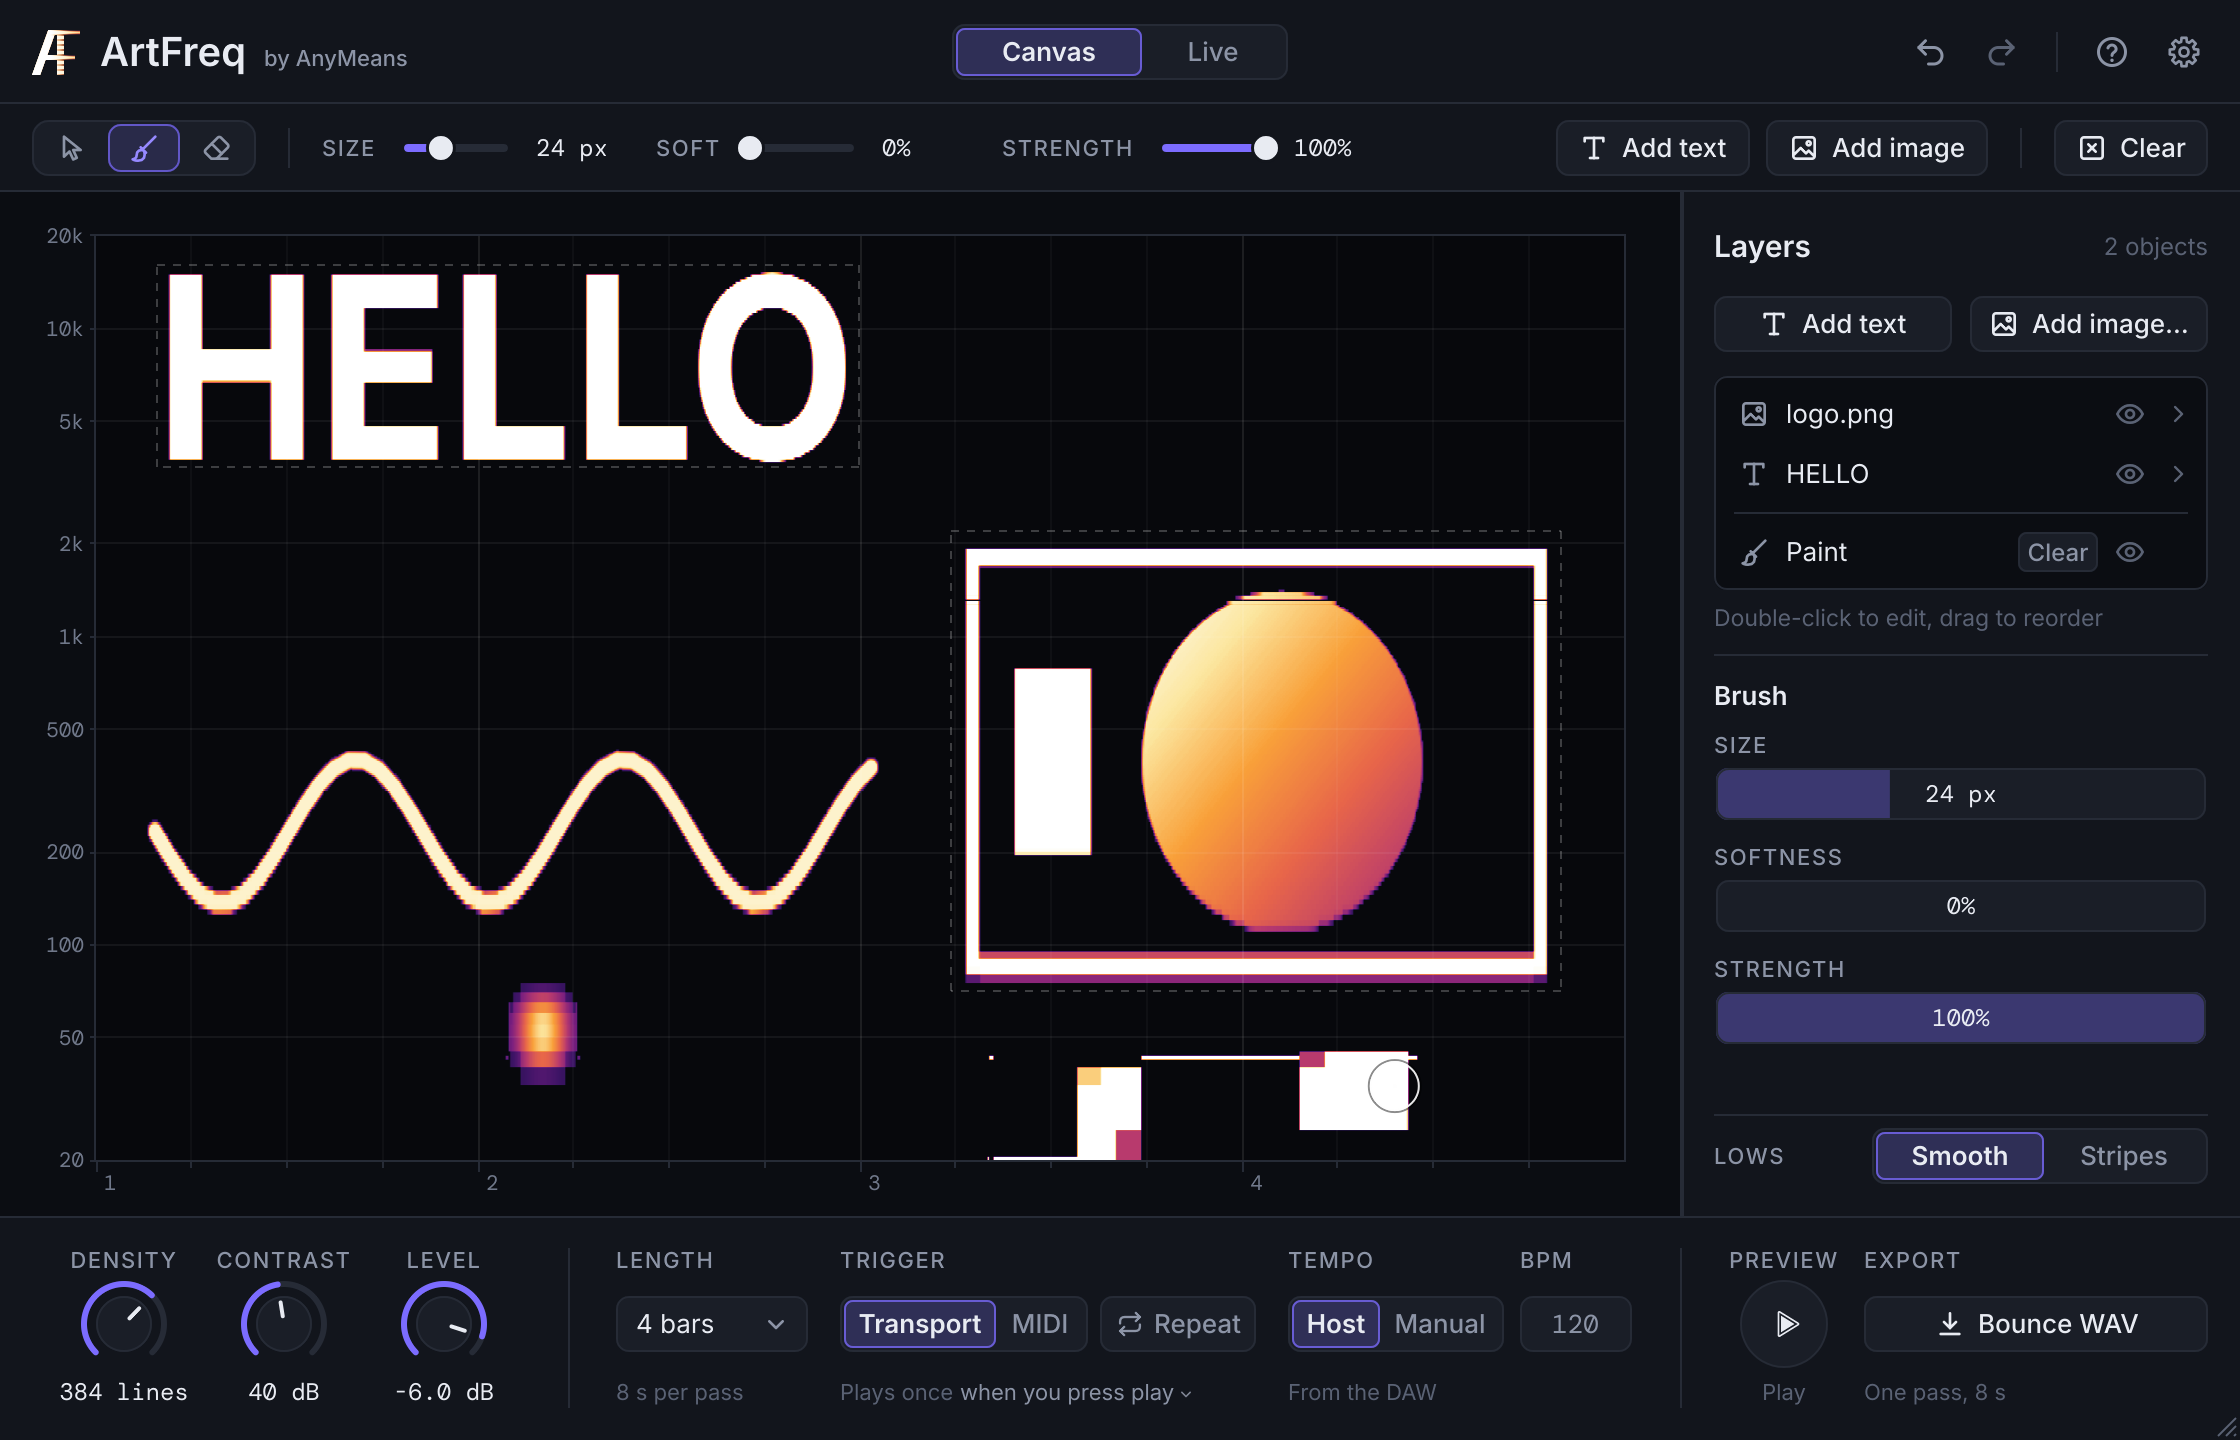 ArtFreq by AnyMeans
Canvas Live
SIZE 24 px SOFT 0% STRENGTH 100%
Add text Add image Clear
20k
10k
5k
2k
1k
500
200
100
50
20
1 2 3 4
HELLO
Layers 2 objects
Add text Add image...
logo.png
HELLO
Paint Clear
Double-click to edit, drag to reorder
Brush
SIZE
24 px
SOFTNESS
0%
STRENGTH
100%
LOWS Smooth Stripes
DENSITY CONTRAST LEVEL LENGTH TRIGGER TEMPO BPM PREVIEW EXPORT
4 bars Transport MIDI Repeat Host Manual 120 Bounce WAV
384 lines 40 dB -6.0 dB 8 s per pass Plays once when you press play From the DAW Play One pass, 8 s